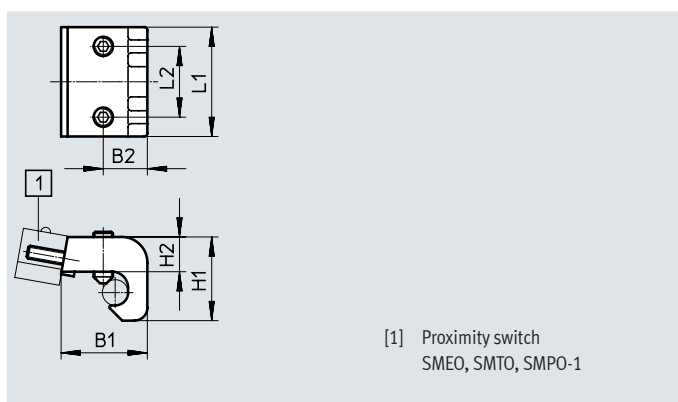 L2
L1
B2
1
H2
H1
B1
[1] Proximity switch
SMEO, SMTO, SMPO-1